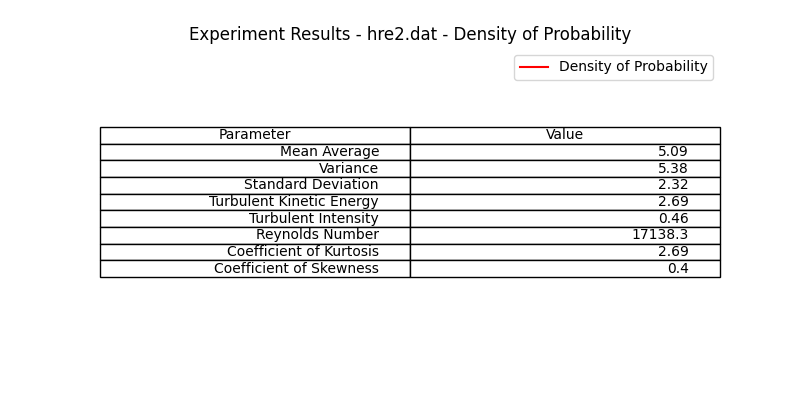 Experiment Results - hre2.dat - Density of Probability
Density of Probability
Parameter Value
Mean Average 5.09
Variance 5.38
Standard Deviation 2.32
Turbulent Kinetic Energy 2.69
Turbulent Intensity 0.46
Reynolds Number 17138.3
Coefficient of Kurtosis 2.69
Coefficient of Skewness 0.4